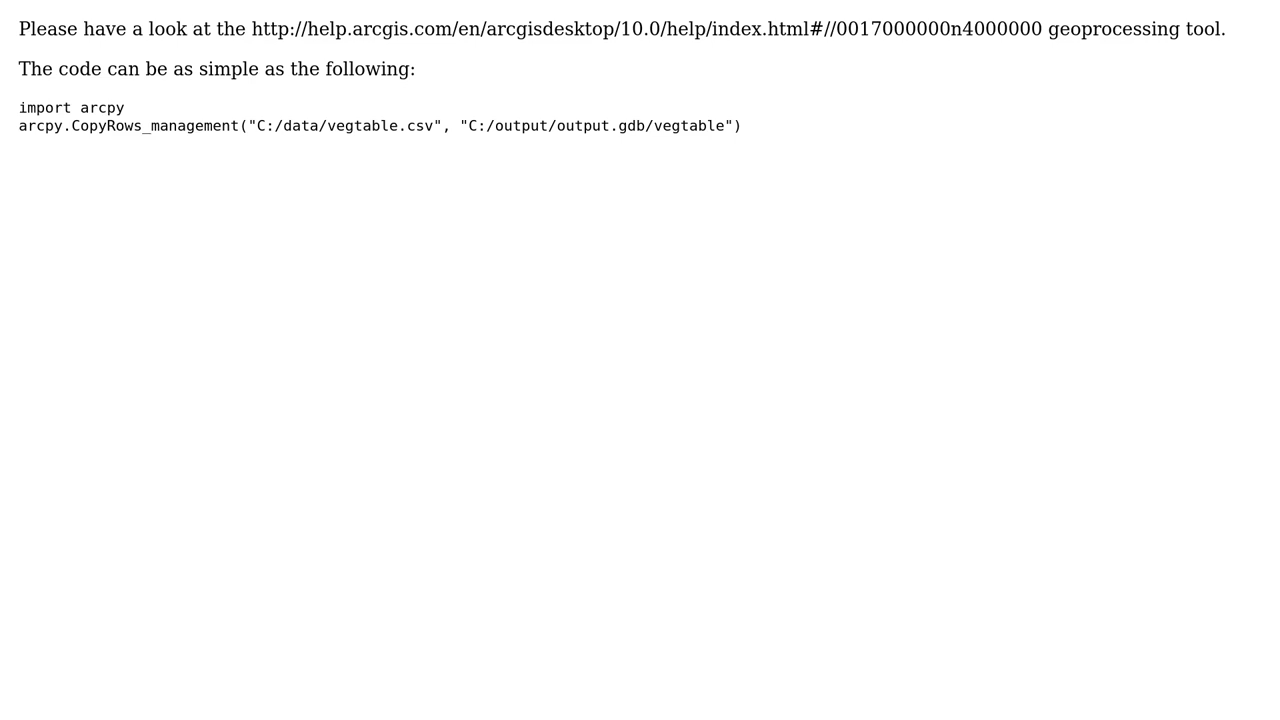 Please have a look at the http://help.arcgis.com/en/arcgisdesktop/10.0/help/index.html#//0017000000n4000000 geoprocessing tool.
The code can be as simple as the following:
import arcpy
arcpy.CopyRows_management("C:/data/vegtable.csv", "C:/output/output.gdb/vegtable")